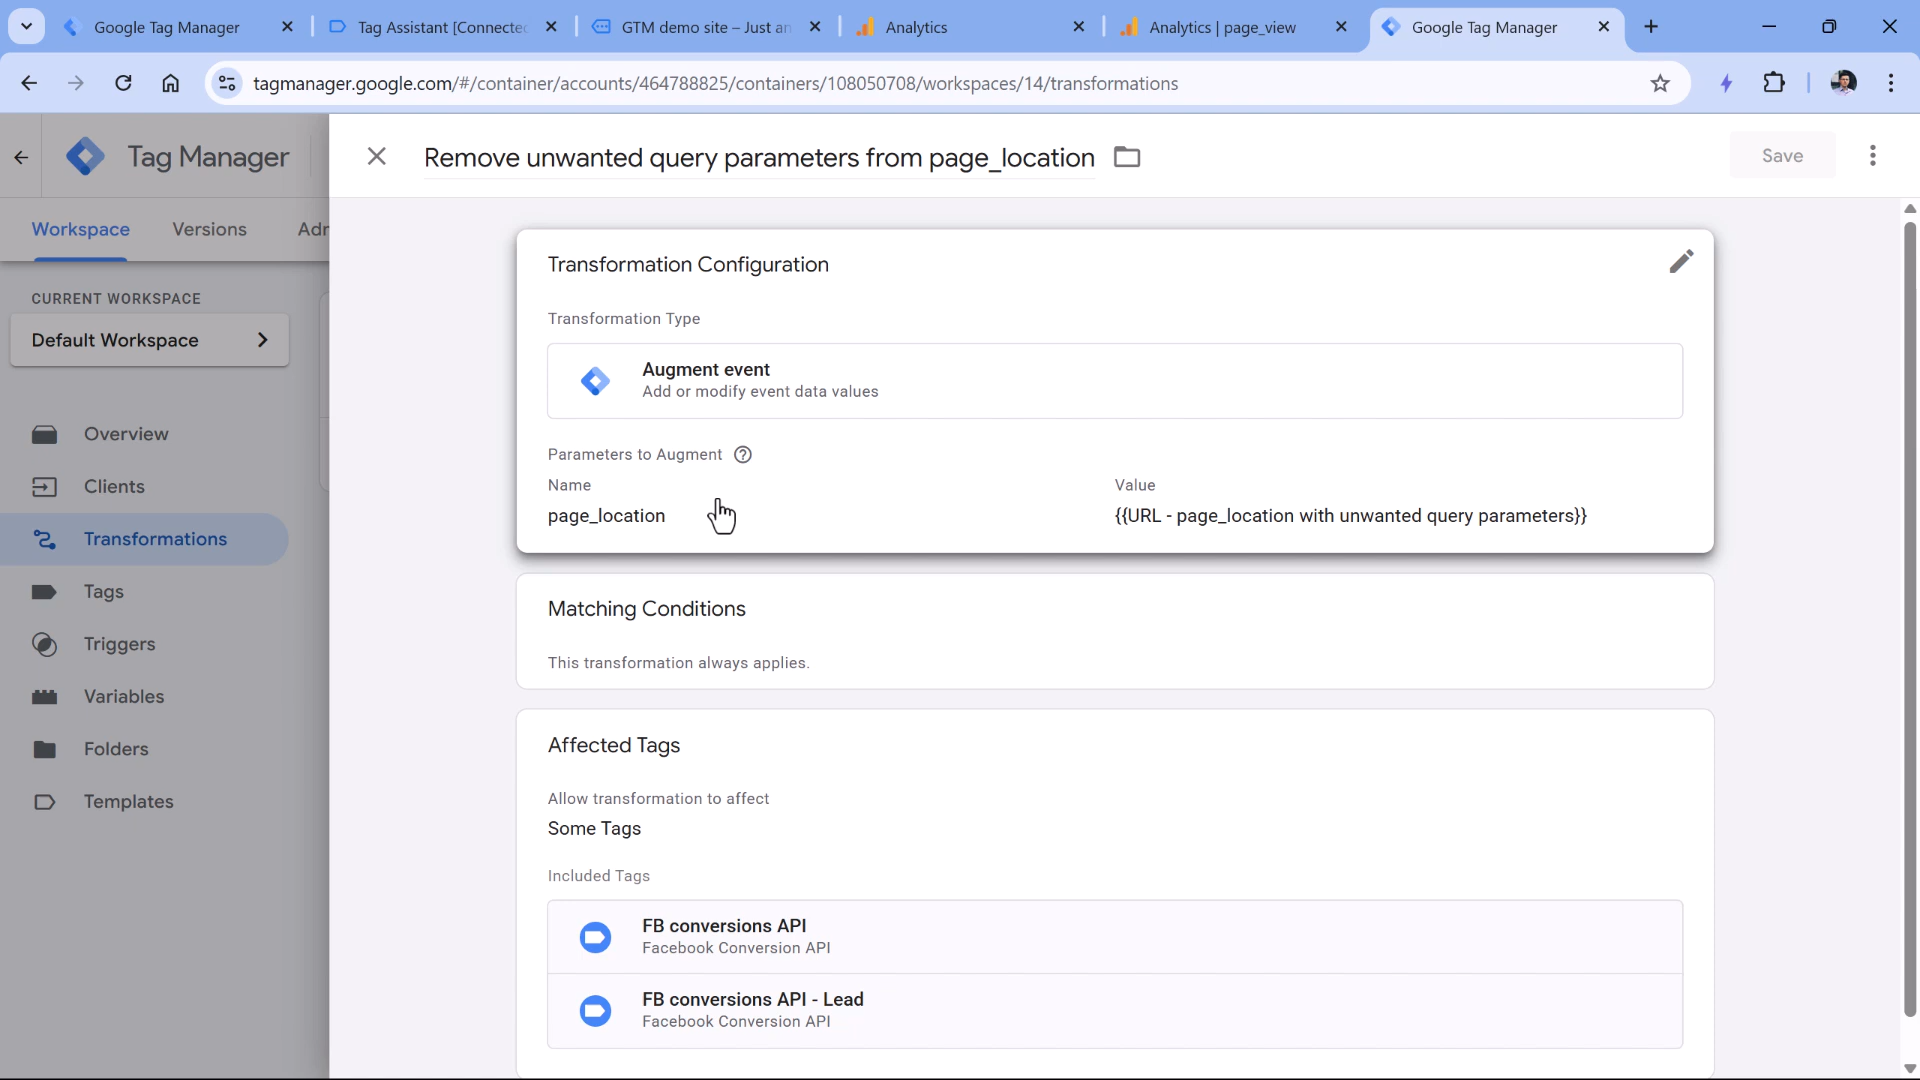 Google Tag Manager
Tag Assistant [Connected
GTM demo site – Just an
Analytics
Analytics | page_view
Google Tag Manager
tagmanager.google.com/#/container/accounts/464788825/containers/108050708/workspaces/14/transformations
Tag Manager
Remove unwanted query parameters from page_location
Save
Workspace
Versions
Adr
CURRENT WORKSPACE
Default Workspace
Overview
Clients
Transformations
Tags
Triggers
Variables
Folders
Templates
Transformation Configuration
Transformation Type
Augment event
Add or modify event data values
Parameters to Augment
Name
Value
page_location
{{URL - page_location with unwanted query parameters}}
Matching Conditions
This transformation always applies.
Affected Tags
Allow transformation to affect
Some Tags
Included Tags
FB conversions API
Facebook Conversion API
FB conversions API - Lead
Facebook Conversion API